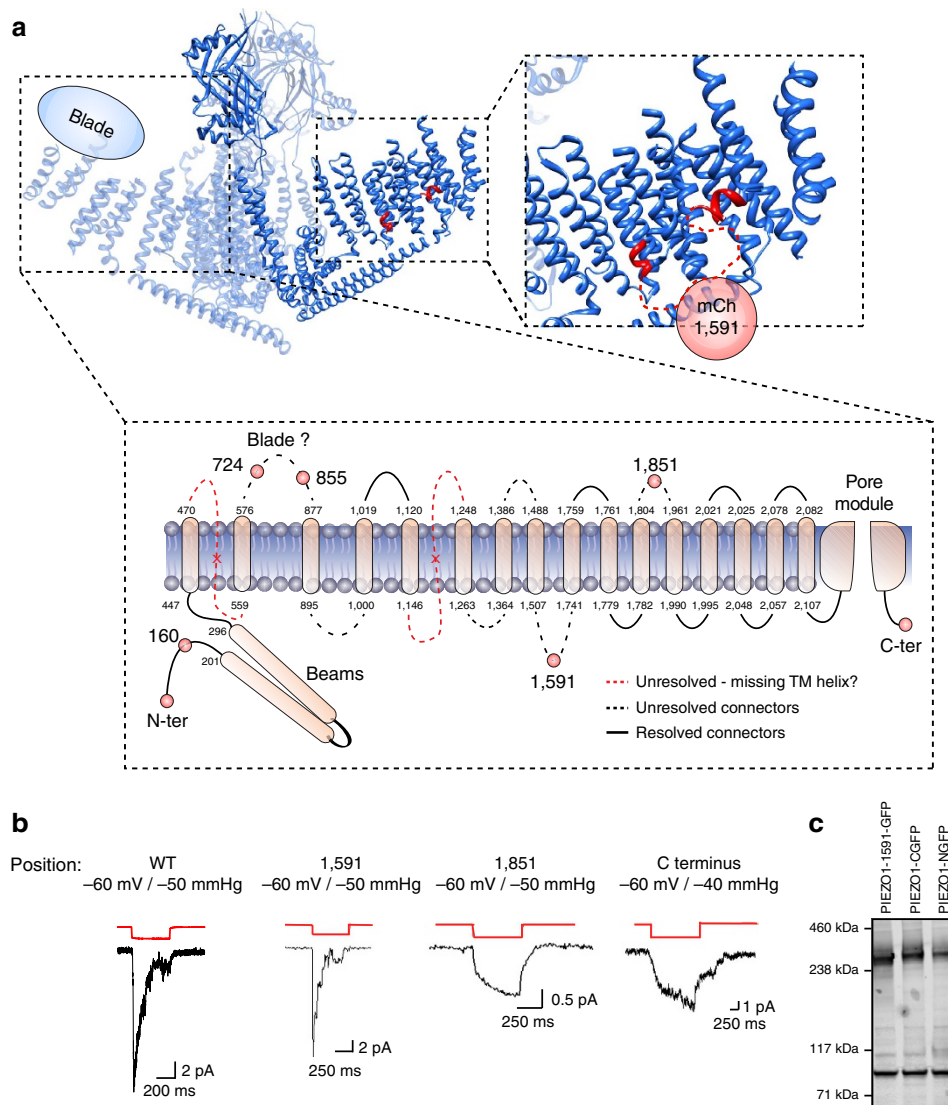 a
Blade
mCh
1,591
Blade ?
724
855
1,851
Pore
module
470
576
877
1,019
1,120
1,248
1,386
1,488
1,759
1,761
1,804
1,961
2,021
2,025
2,078
2,082
447
559
895
1,000
1,146
1,263
1,364
1,507
1,741
1,779
1,782
1,990
1,995
2,048
2,057
2,107
160
296
201
Beams
N-ter
1,591
C-ter
Unresolved - missing TM helix?
Unresolved connectors
Resolved connectors
b
Position:
WT
–60 mV / –50 mmHg
1,591
–60 mV / –50 mmHg
1,851
–60 mV / –50 mmHg
C terminus
–60 mV / –40 mmHg
2 pA
200 ms
2 pA
250 ms
0.5 pA
250 ms
1 pA
250 ms
c
PIEZO1-1591-GFP
PIEZO1-CGFP
PIEZO1-NGFP
460 kDa
238 kDa
117 kDa
71 kDa